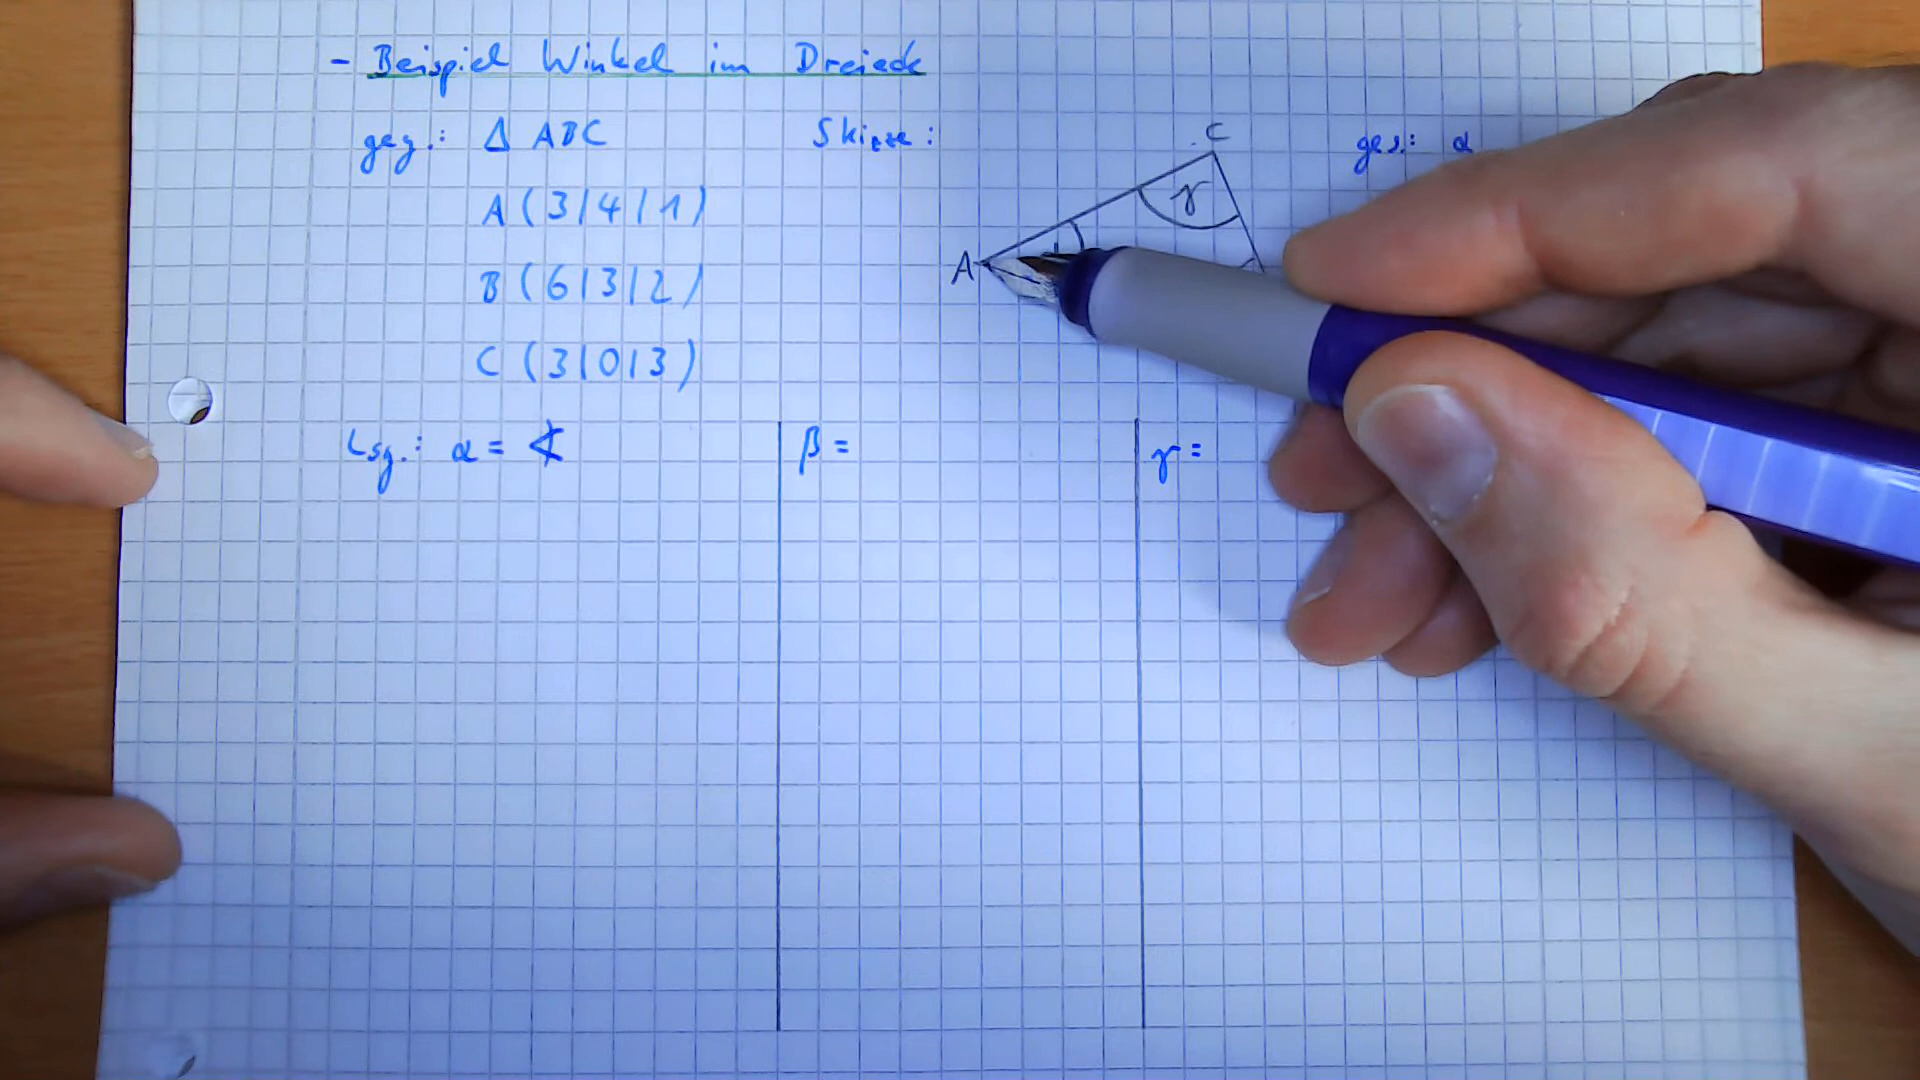 - Beispiel Winkel im Dreieck
geg.: Δ ABC
A (3|4|1)
B (6|3|2)
C (3|0|3)
Skizze:
C
γ
A
ges.: α
Lsg.: α = ∢
β =
γ =